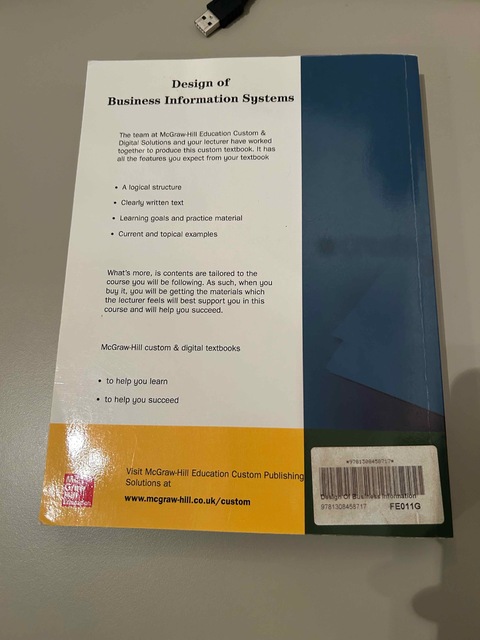 Design of
Business Information Systems
The team at McGraw-Hill Education Custom &
Digital Solutions and your lecturer have worked
together to produce this custom textbook. It has
all the features you expect from your textbook
• A logical structure
• Clearly written text
• Learning goals and practice material
• Current and topical examples
What's more, is contents are tailored to the
course you will be following. As such, when you
buy it, you will be getting the materials which
the lecturer feels will best support you in this
course and will help you succeed.
McGraw-Hill custom & digital textbooks
• to help you learn
• to help you succeed
Mc
Graw
Hill
Education
Visit McGraw-Hill Education Custom Publishing
Solutions at
www.mcgraw-hill.co.uk/custom
*9781308458717*
Design Of Business Information
9781308458717 FE011G